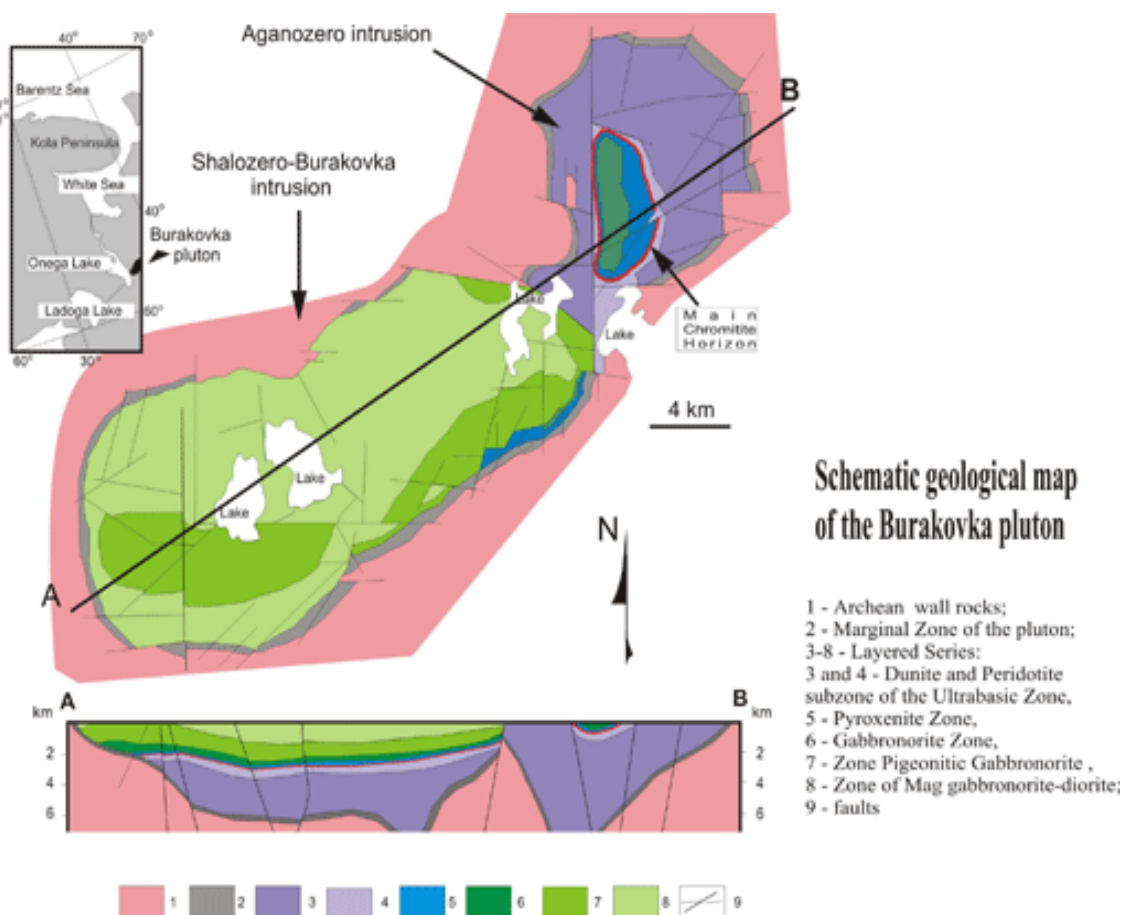 Aganozero intrusion
40°
70°
Barentz Sea
Kola Peninsula
White Sea
40°
Burakovka
pluton
Onega Lake
Ladoga Lake
60°
60°
30°
Shalozero-Burakovka
intrusion
B
Lake
Lake
Main
Chromitite
Horizon
4 km
Lake
Lake
A
N
Schematic geological map
of the Burakovka pluton
1 - Archean wall rocks;
2 - Marginal Zone of the pluton;
3-8 - Layered Series:
3 and 4 - Dunite and Peridotite
subzone of the Ultrabasic Zone,
5 - Pyroxenite Zone,
6 - Gabbronorite Zone,
7 - Zone Pigeonitic Gabbronorite ,
8 - Zone of Mag gabbronorite-diorite;
9 - faults
km A B km
2 2
4 4
6 6
1 2 3 4 5 6 7 8 9